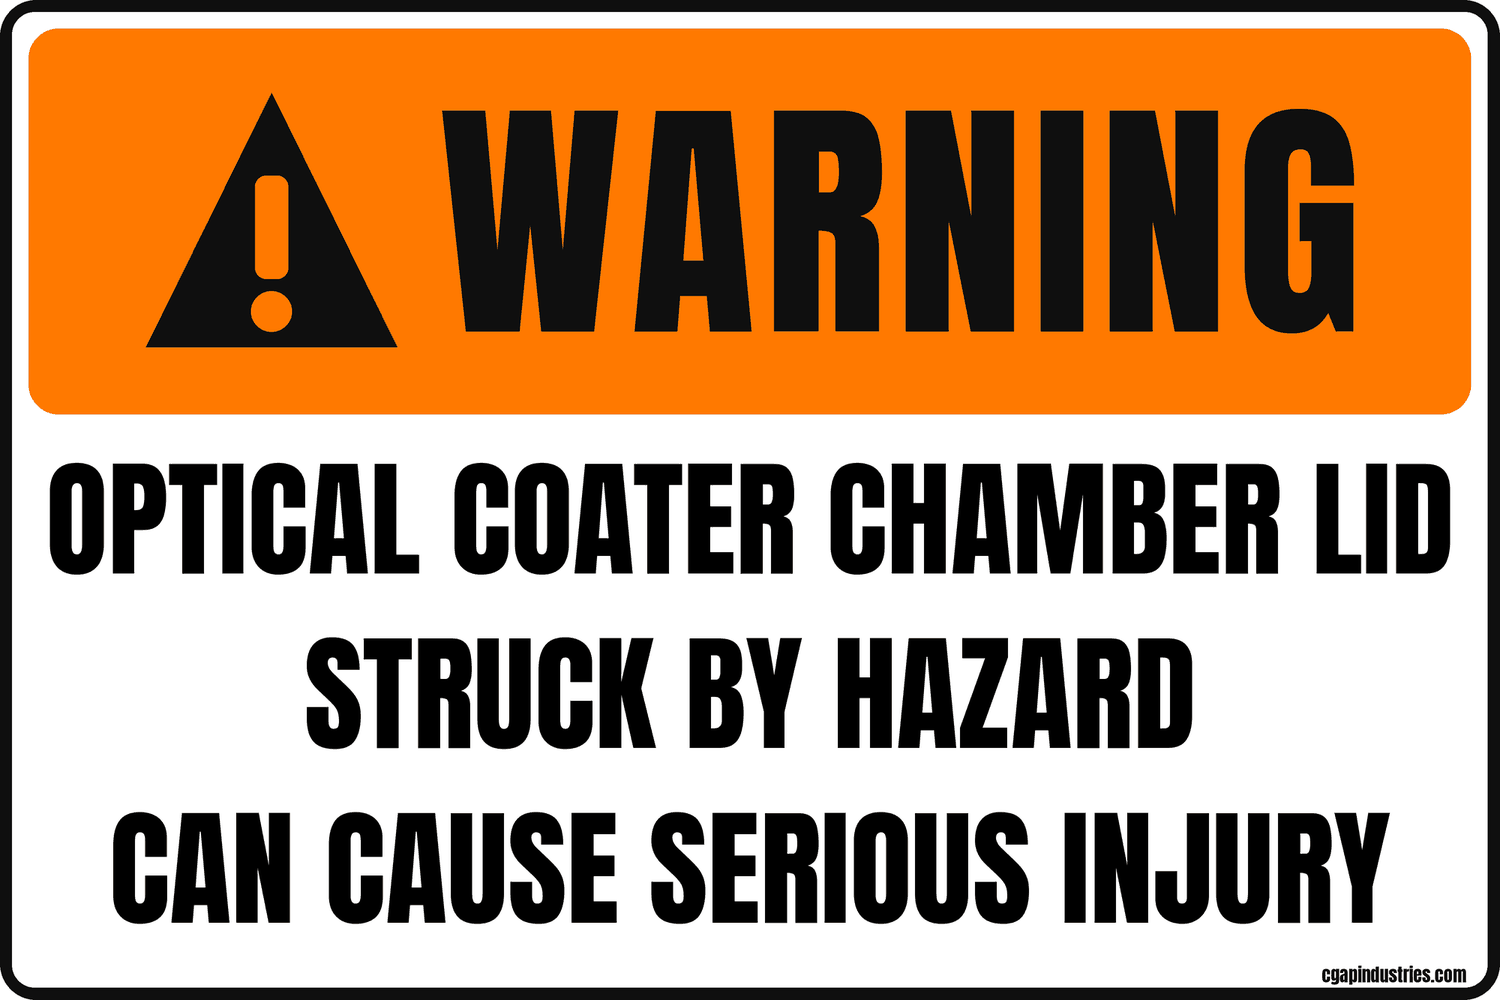 WARNING
OPTICAL COATER CHAMBER LID
STRUCK BY HAZARD
CAN CAUSE SERIOUS INJURY
cgapindustries.com